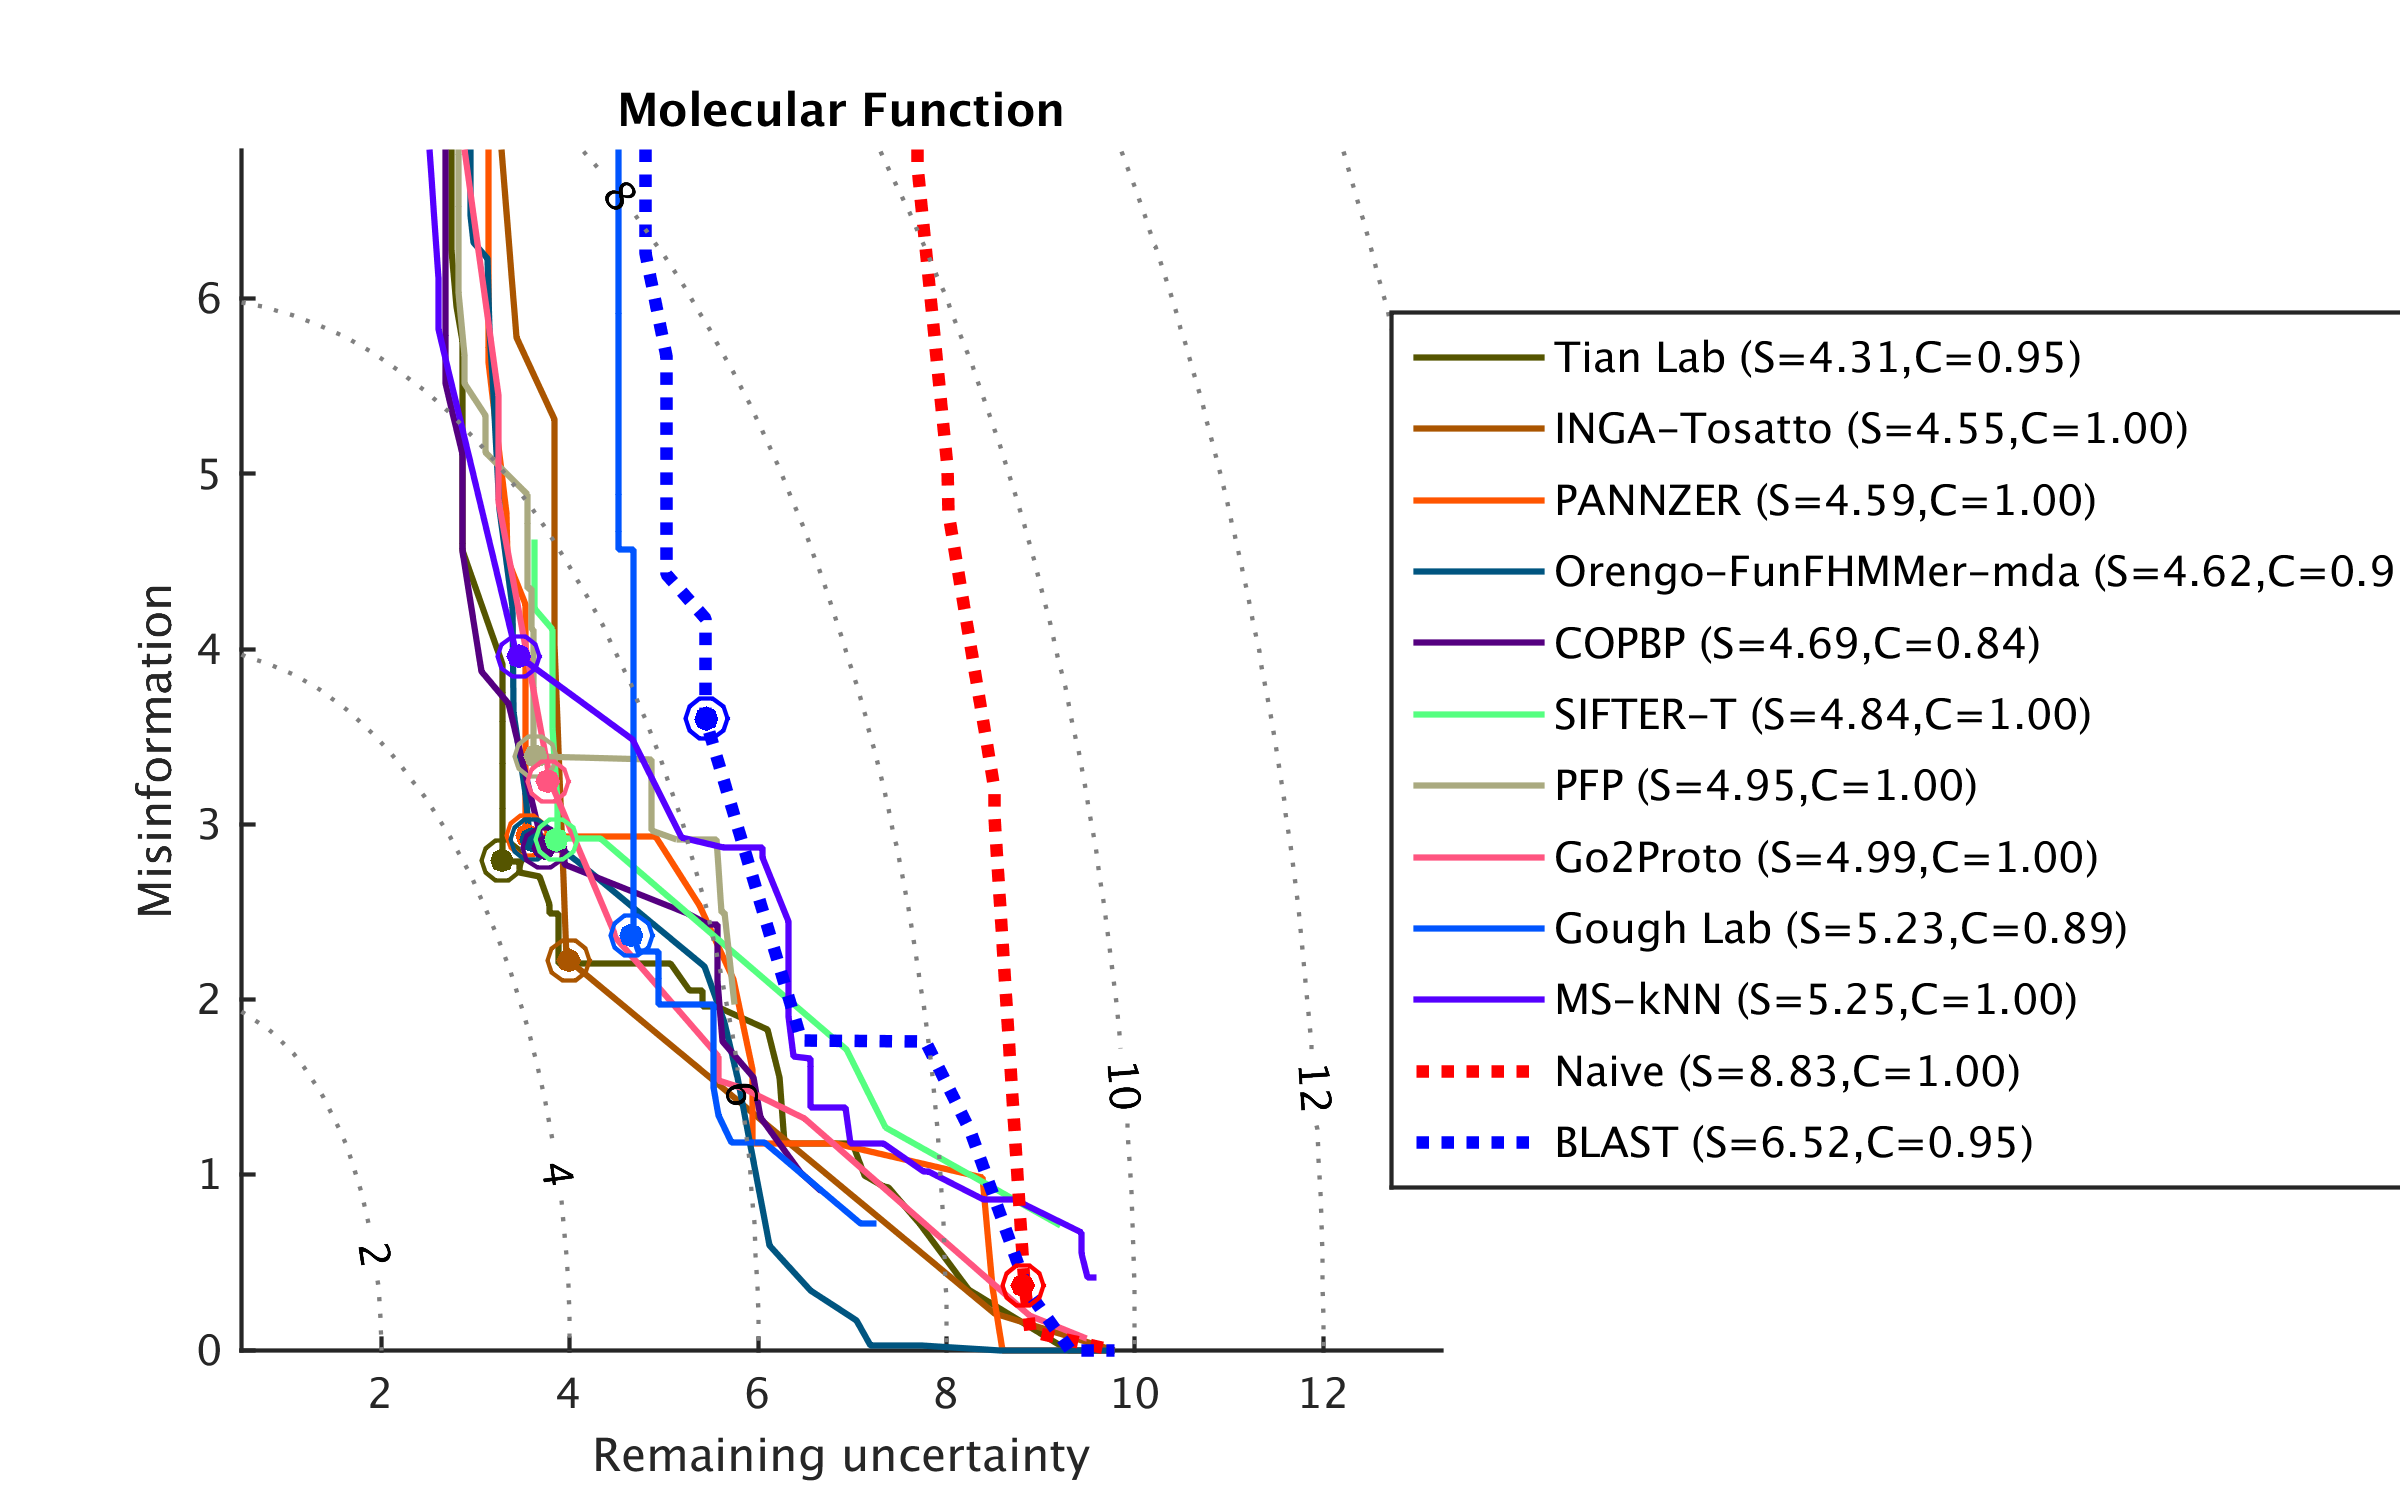 Molecular Function
8
6
5
4
3
2
1
0
2
4
6
8
10
12
Misinformation
Remaining uncertainty
2
4
6
10
12
Tian Lab (S=4.31,C=0.95)
INGA-Tosatto (S=4.55,C=1.00)
PANNZER (S=4.59,C=1.00)
Orengo-FunFHMMer-mda (S=4.62,C=0.9
COPBP (S=4.69,C=0.84)
SIFTER-T (S=4.84,C=1.00)
PFP (S=4.95,C=1.00)
Go2Proto (S=4.99,C=1.00)
Gough Lab (S=5.23,C=0.89)
MS-kNN (S=5.25,C=1.00)
Naive (S=8.83,C=1.00)
BLAST (S=6.52,C=0.95)